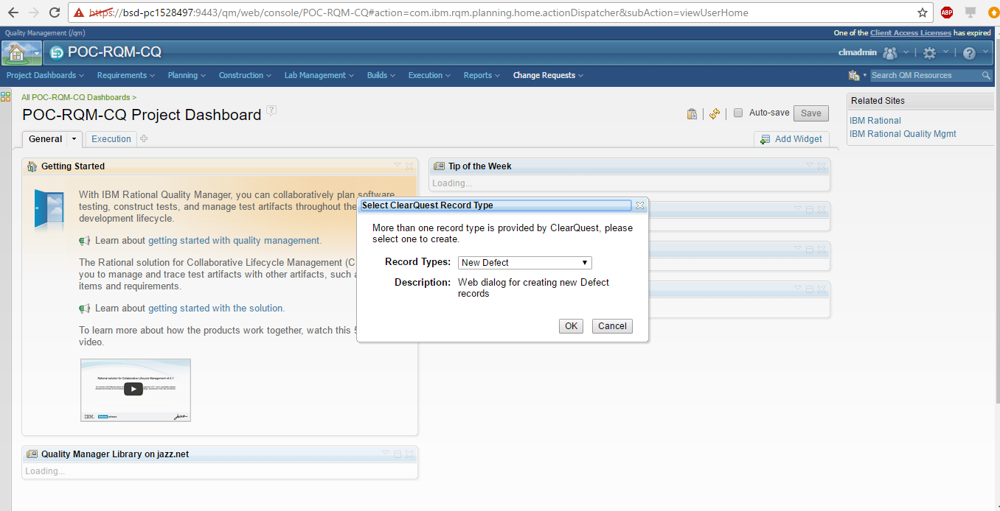 https://bsd-pc1528497:9443/qm/web/console/POC-RQM-CQ#action=com.ibm.rqm.planning.home.actionDispatcher&subAction=viewUserHome
ABP
Quality Management (/qm)
One of the Client Access Licenses has expired
POC-RQM-CQ
clmadmin
Project Dashboards
Requirements
Planning
Construction
Lab Management
Builds
Execution
Reports
Change Requests
Search QM Resources
All POC-RQM-CQ Dashboards >
POC-RQM-CQ Project Dashboard
?
Auto-save
Save
General
Execution
Add Widget
Related Sites
IBM Rational
IBM Rational Quality Mgmt
Getting Started
With IBM Rational Quality Manager, you can collaboratively plan software
testing, construct tests, and manage test artifacts throughout the
development lifecycle.
Learn about getting started with quality management.
The Rational solution for Collaborative Lifecycle Management (C
you to manage and trace test artifacts with other artifacts, such a
items and requirements.
Learn about getting started with the solution.
To learn more about how the products work together, watch this 5
video.
Rational solution for Collaborative Lifecycle Management v4.0.1
IBM.
Tip of the Week
Loading...
Select ClearQuest Record Type
More than one record type is provided by ClearQuest, please
select one to create.
Record Types: New Defect
Description: Web dialog for creating new Defect
records
OK
Cancel
Quality Manager Library on jazz.net
Loading...